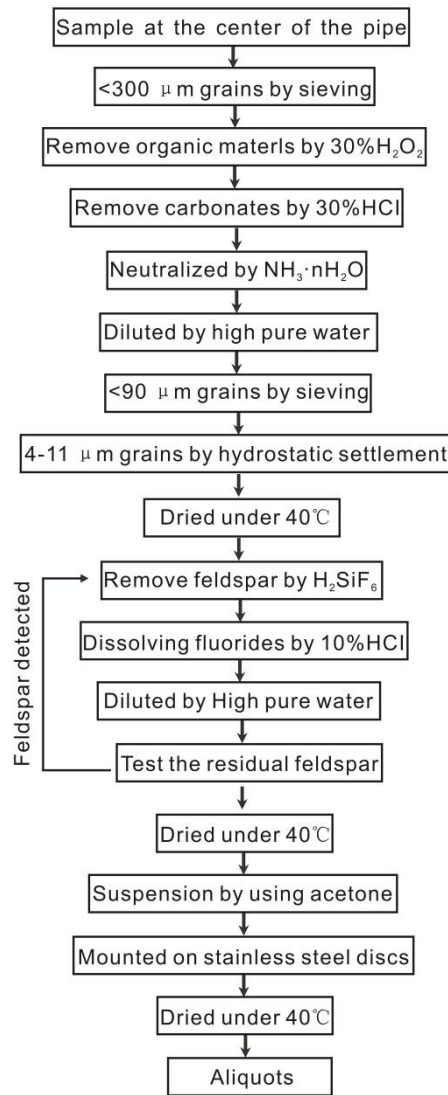 Sample at the center of the pipe
<300 μm grains by sieving
Remove organic materls by 30%H₂O₂
Remove carbonates by 30%HCl
Neutralized by NH₃·nH₂O
Diluted by high pure water
<90 μm grains by sieving
4-11 μm grains by hydrostatic settlement
Dried under 40℃
Remove feldspar by H₂SiF₆
Dissolving fluorides by 10%HCl
Diluted by High pure water
Test the residual feldspar
Feldspar detected
Dried under 40℃
Suspension by using acetone
Mounted on stainless steel discs
Dried under 40℃
Aliquots